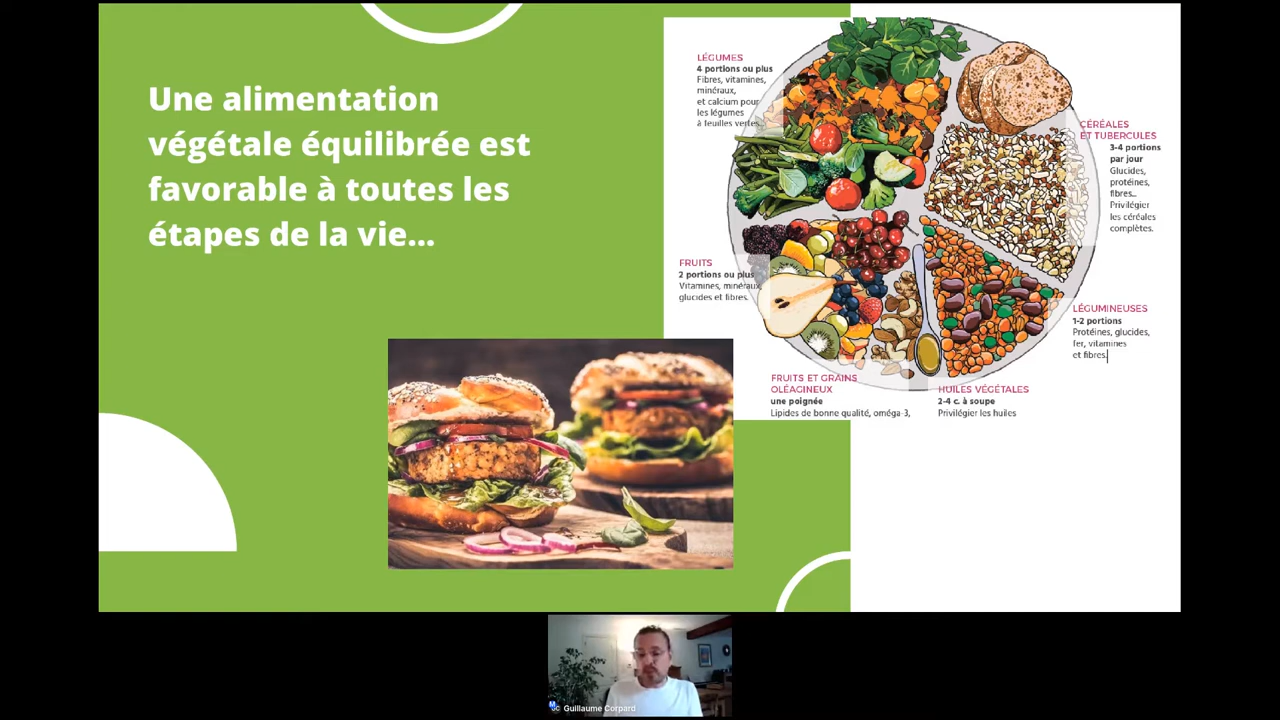 Une alimentation
végétale équilibrée est
favorable à toutes les
étapes de la vie...
LÉGUMES
4 portions ou plus
Fibres, vitamines,
minéraux,
et calcium pour
les légumes
à feuilles vertes.
CÉRÉALES
ET TUBERCULES
3-4 portions
par jour
Glucides,
protéines,
fibres...
Privilégier
les céréales
complètes.
FRUITS
2 portions ou plus
Vitamines, minéraux,
glucides et fibres.
LÉGUMINEUSES
1-2 portions
Protéines, glucides,
fer, vitamines
et fibres.
FRUITS ET GRAINS
OLÉAGINEUX
une poignée
Lipides de bonne qualité, oméga-3,
HUILES VÉGÉTALES
2-4 c. à soupe
Privilégier les huiles
Guillaume Corpard